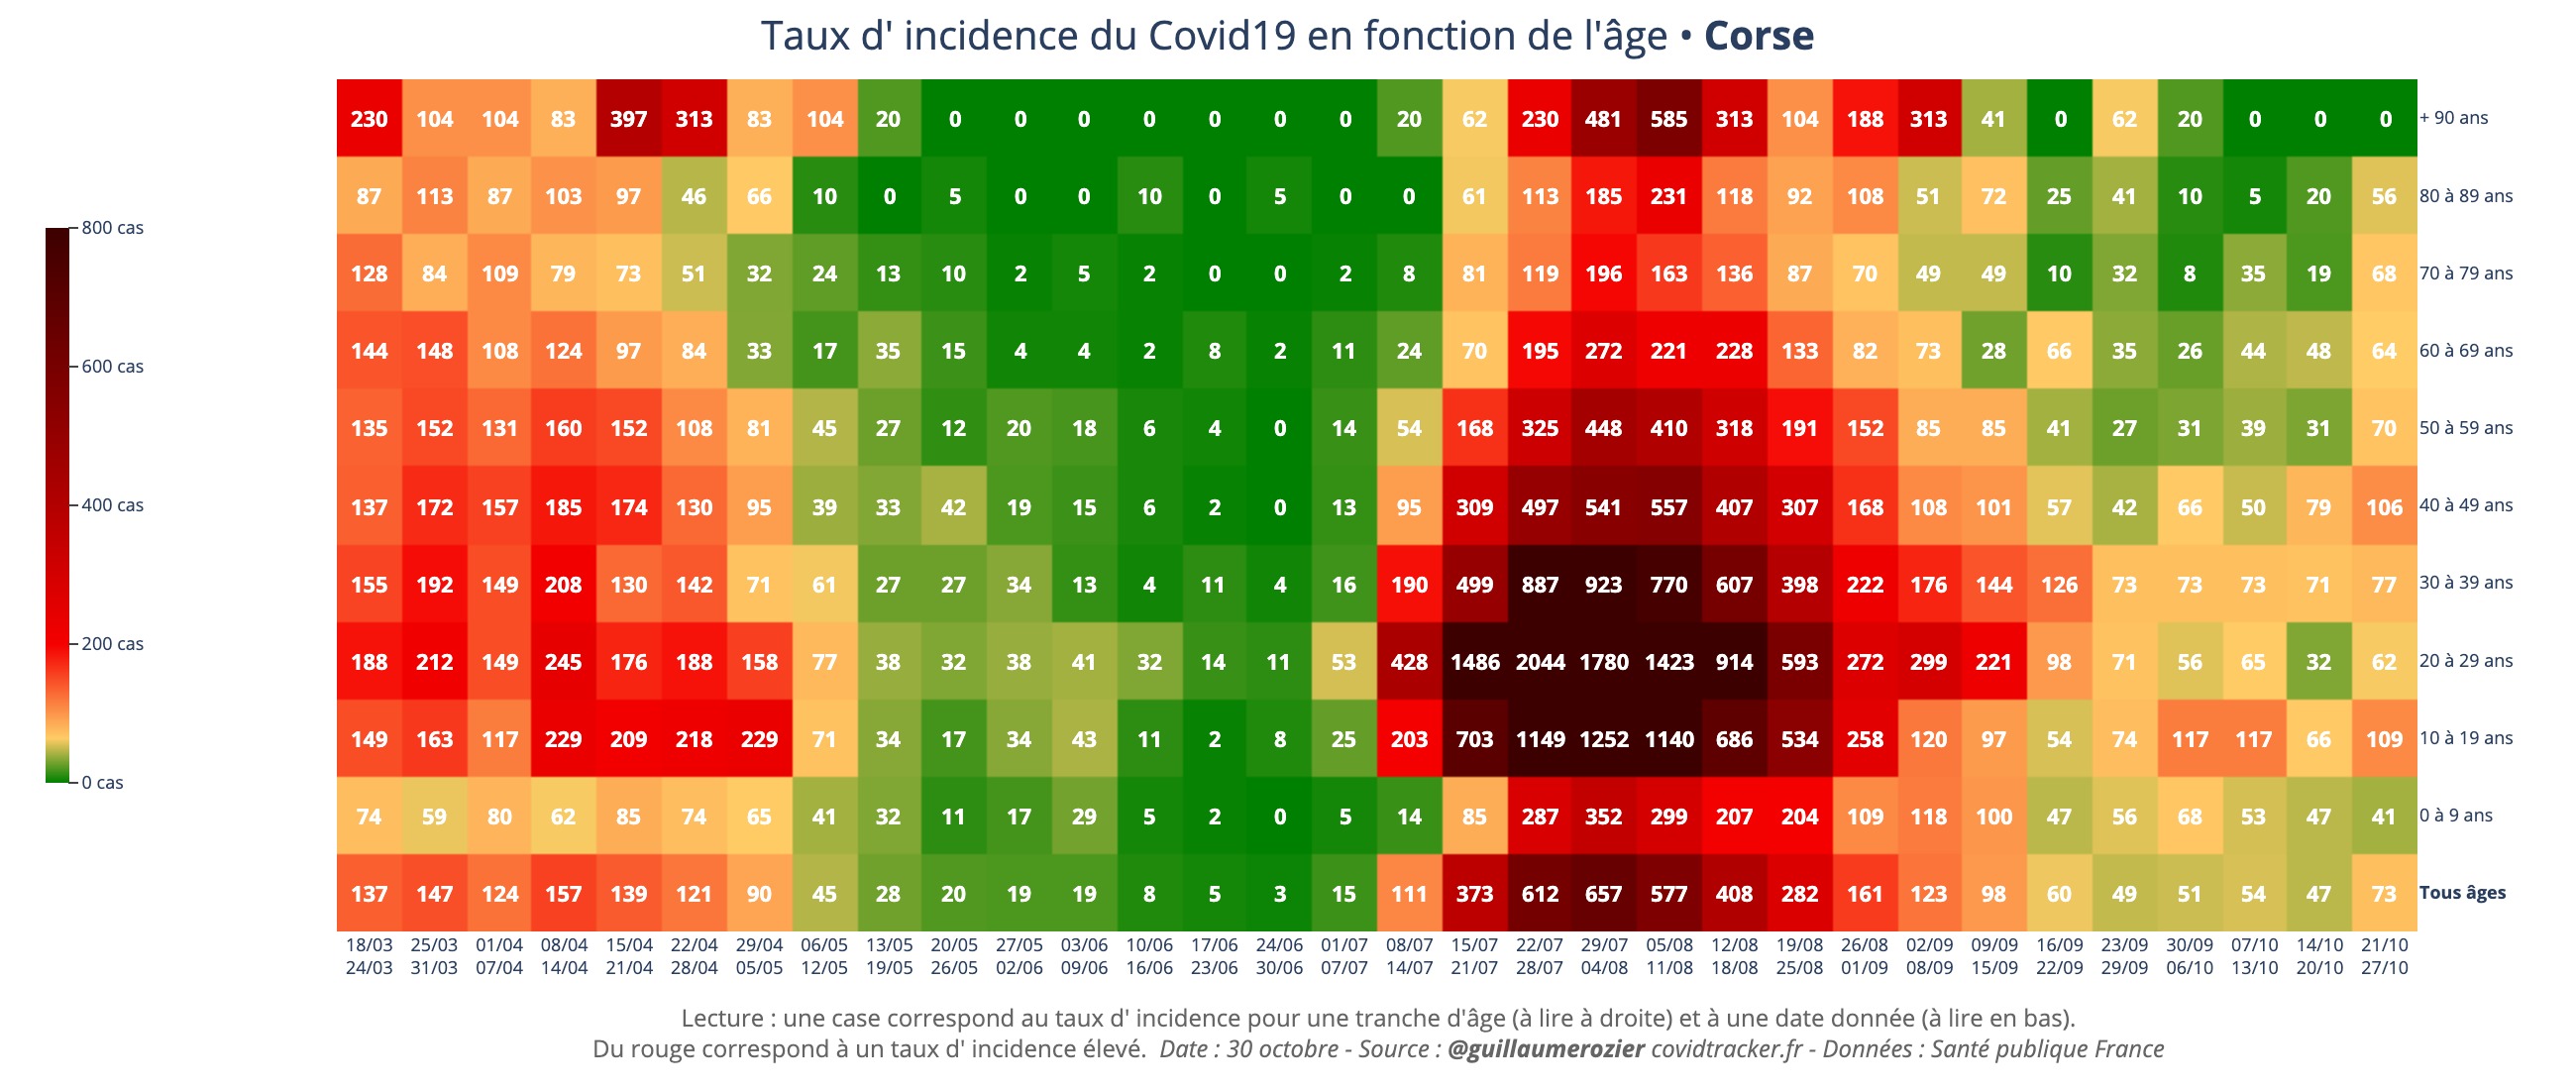 Taux d' incidence du Covid19 en fonction de l'âge • Corse
800 cas
600 cas
400 cas
200 cas
0 cas
230 104 104 83 397 313 83 104 20 0 0 0 0 0 0 0 20 62 230 481 585 313 104 188 313 41 0 62 20 0 0 0 + 90 ans
87 113 87 103 97 46 66 10 0 5 0 0 10 0 5 0 0 61 113 185 231 118 92 108 51 72 25 41 10 5 20 56 80 à 89 ans
128 84 109 79 73 51 32 24 13 10 2 5 2 0 0 2 8 81 119 196 163 136 87 70 49 49 10 32 8 35 19 68 70 à 79 ans
144 148 108 124 97 84 33 17 35 15 4 4 2 8 2 11 24 70 195 272 221 228 133 82 73 28 66 35 26 44 48 64 60 à 69 ans
135 152 131 160 152 108 81 45 27 12 20 18 6 4 0 14 54 168 325 448 410 318 191 152 85 85 41 27 31 39 31 70 50 à 59 ans
137 172 157 185 174 130 95 39 33 42 19 15 6 2 0 13 95 309 497 541 557 407 307 168 108 101 57 42 66 50 79 106 40 à 49 ans
155 192 149 208 130 142 71 61 27 27 34 13 4 11 4 16 190 499 887 923 770 607 398 222 176 144 126 73 73 73 71 77 30 à 39 ans
188 212 149 245 176 188 158 77 38 32 38 41 32 14 11 53 428 1486 2044 1780 1423 914 593 272 299 221 98 71 56 65 32 62 20 à 29 ans
149 163 117 229 209 218 229 71 34 17 34 43 11 2 8 25 203 703 1149 1252 1140 686 534 258 120 97 54 74 117 117 66 109 10 à 19 ans
74 59 80 62 85 74 65 41 32 11 17 29 5 2 0 5 14 85 287 352 299 207 204 109 118 100 47 56 68 53 47 41 0 à 9 ans
137 147 124 157 139 121 90 45 28 20 19 19 8 5 3 15 111 373 612 657 577 408 282 161 123 98 60 49 51 54 47 73 Tous âges
18/03 25/03 01/04 08/04 15/04 22/04 29/04 06/05 13/05 20/05 27/05 03/06 10/06 17/06 24/06 01/07 08/07 15/07 22/07 29/07 05/08 12/08 19/08 26/08 02/09 09/09 16/09 23/09 30/09 07/10 14/10 21/10
24/03 31/03 07/04 14/04 21/04 28/04 05/05 12/05 19/05 26/05 02/06 09/06 16/06 23/06 30/06 07/07 14/07 21/07 28/07 04/08 11/08 18/08 25/08 01/09 08/09 15/09 22/09 29/09 06/10 13/10 20/10 27/10
Lecture : une case correspond au taux d' incidence pour une tranche d'âge (à lire à droite) et à une date donnée (à lire en bas).
Du rouge correspond à un taux d' incidence élevé. Date : 30 octobre - Source : @guillaumerozier covidtracker.fr - Données : Santé publique France